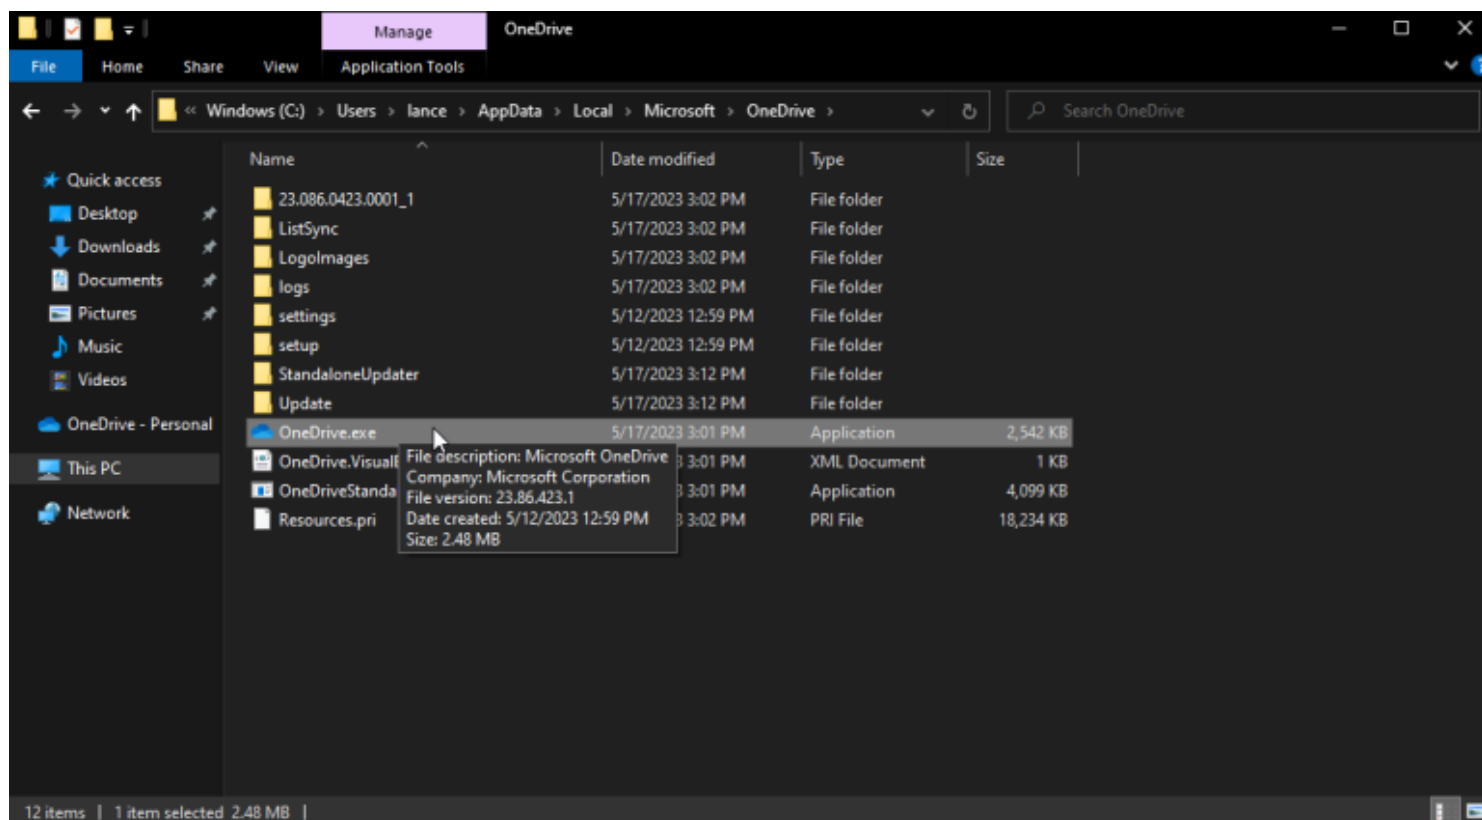 Manage OneDrive
File Home Share View Application Tools
« Windows (C:) > Users > lance > AppData > Local > Microsoft > OneDrive > Search OneDrive
Name Date modified Type Size
Quick access
Desktop
Downloads
Documents
Pictures
Music
Videos
OneDrive - Personal
This PC
Network
23.086.0423.0001_1 5/17/2023 3:02 PM File folder
ListSync 5/17/2023 3:02 PM File folder
LogoImages 5/17/2023 3:02 PM File folder
logs 5/17/2023 3:02 PM File folder
settings 5/12/2023 12:59 PM File folder
setup 5/12/2023 12:59 PM File folder
StandaloneUpdater 5/17/2023 3:12 PM File folder
Update 5/17/2023 3:12 PM File folder
OneDrive.exe 5/17/2023 3:01 PM Application 2,542 KB
OneDrive.Visual 3:01 PM XML Document 1 KB
OneDriveStanda 3:01 PM Application 4,099 KB
Resources.pri 3:02 PM PRI File 18,234 KB
File description: Microsoft OneDrive
Company: Microsoft Corporation
File version: 23.86.423.1
Date created: 5/12/2023 12:59 PM
Size: 2.48 MB
12 items | 1 item selected 2.48 MB |